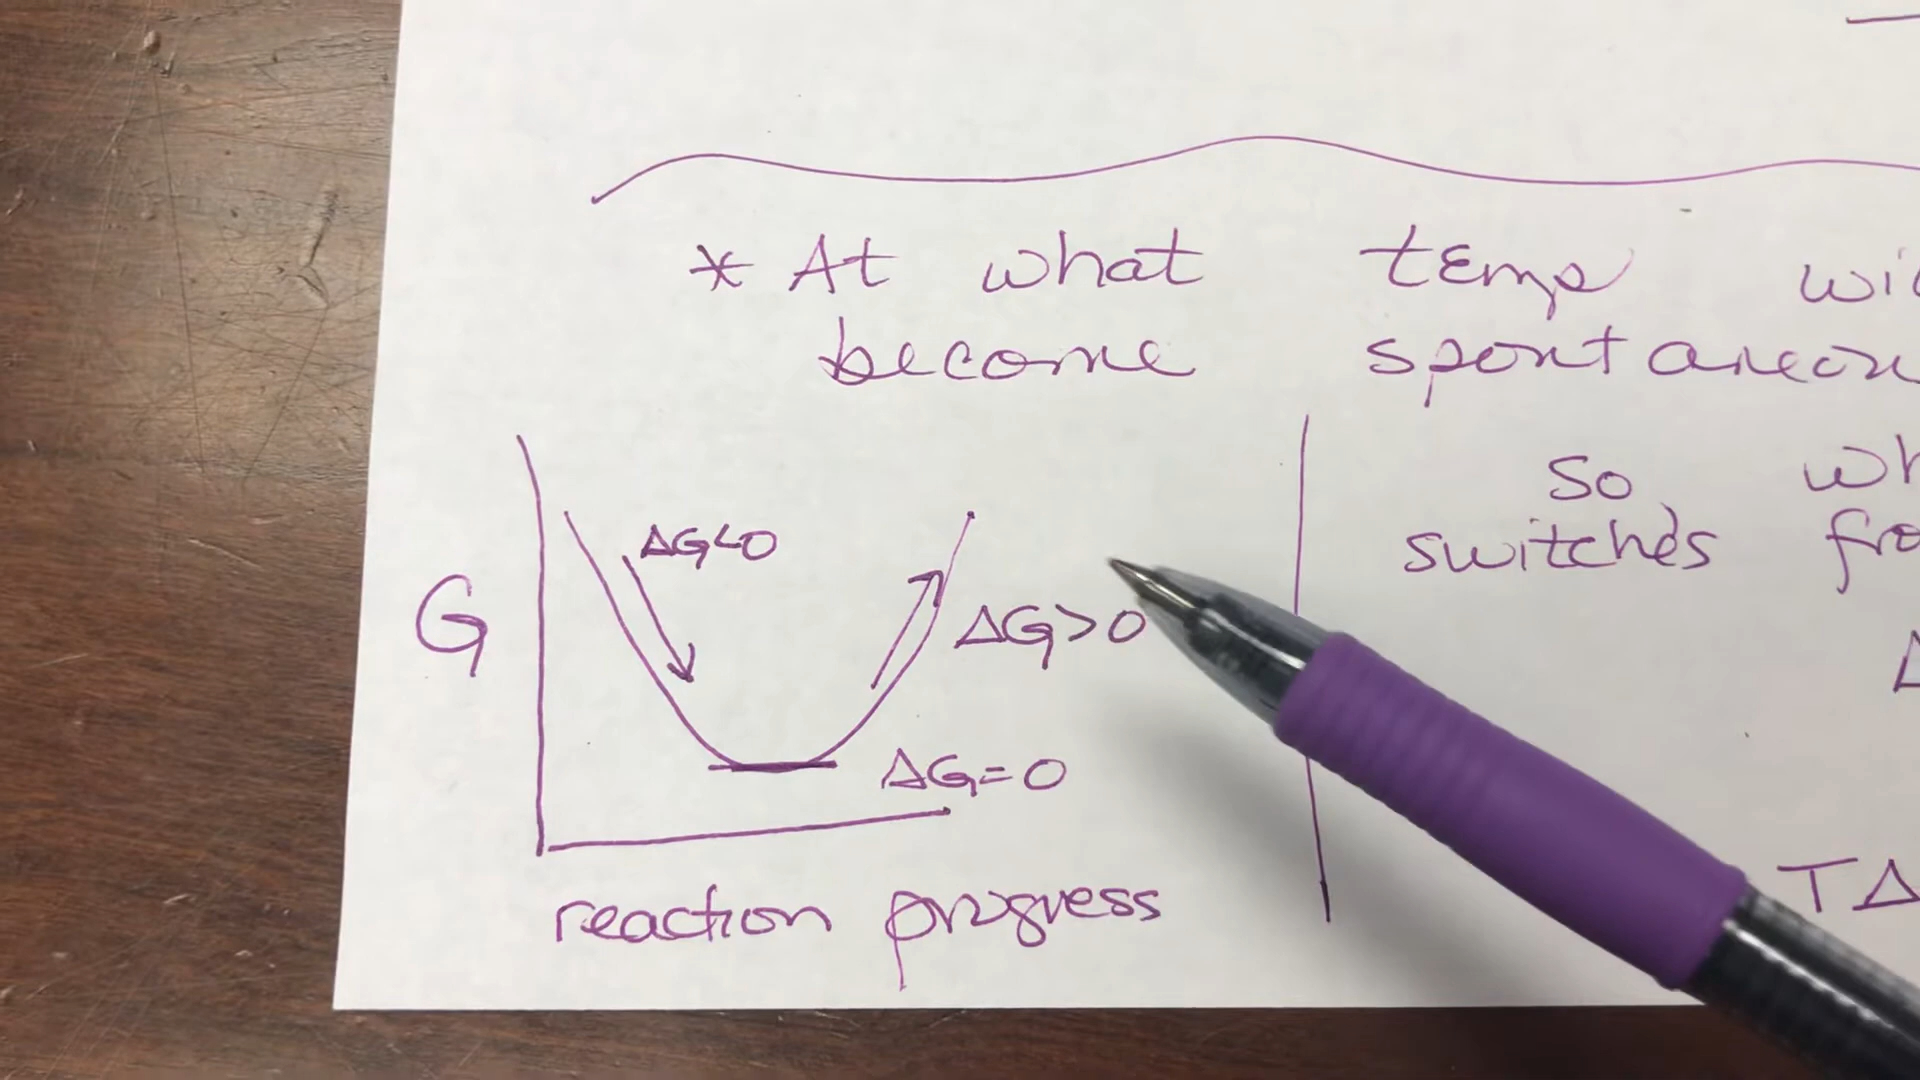 * At what temp
become
so
switches
G
ΔG<0
ΔG>0
ΔG=0
reaction progress